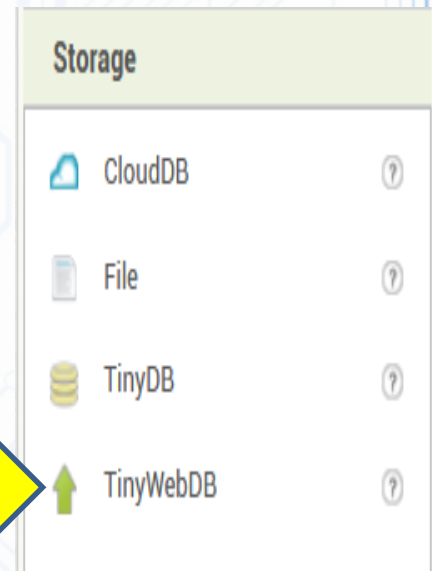 Storage
CloudDB ?
File ?
TinyDB ?
TinyWebDB ?